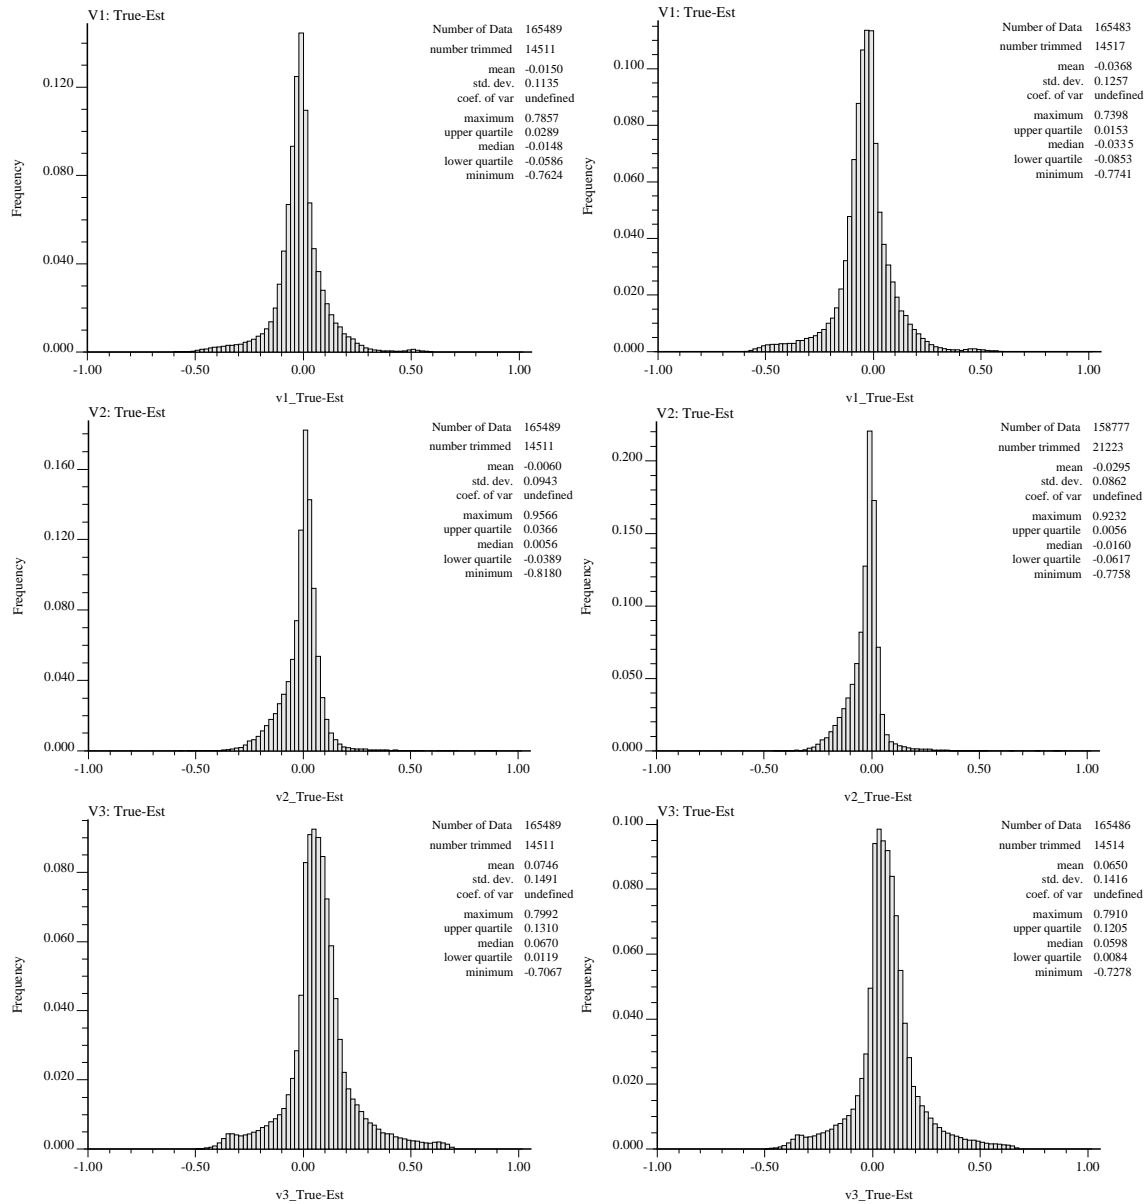 V1: True-Est
Number of Data 165489
number trimmed 14511
mean -0.0150
std. dev. 0.1135
coef. of var undefined
maximum 0.7857
upper quartile 0.0289
median -0.0148
lower quartile -0.0586
minimum -0.7624
Frequency
0.120
0.080
0.040
0.000
-1.00 -0.50 0.00 0.50 1.00
v1_True-Est
V1: True-Est
Number of Data 165483
number trimmed 14517
mean -0.0368
std. dev. 0.1257
coef. of var undefined
maximum 0.7398
upper quartile 0.0153
median -0.0335
lower quartile -0.0853
minimum -0.7741
Frequency
0.100
0.080
0.060
0.040
0.020
0.000
-1.00 -0.50 0.00 0.50 1.00
v1_True-Est
V2: True-Est
Number of Data 165489
number trimmed 14511
mean -0.0060
std. dev. 0.0943
coef. of var undefined
maximum 0.9566
upper quartile 0.0366
median 0.0056
lower quartile -0.0389
minimum -0.8180
Frequency
0.160
0.120
0.080
0.040
0.000
-1.00 -0.50 0.00 0.50 1.00
v2_True-Est
V2: True-Est
Number of Data 158777
number trimmed 21223
mean -0.0295
std. dev. 0.0862
coef. of var undefined
maximum 0.9232
upper quartile 0.0056
median -0.0160
lower quartile -0.0617
minimum -0.7758
Frequency
0.200
0.150
0.100
0.050
0.000
-1.00 -0.50 0.00 0.50 1.00
v2_True-Est
V3: True-Est
Number of Data 165489
number trimmed 14511
mean 0.0746
std. dev. 0.1491
coef. of var undefined
maximum 0.7992
upper quartile 0.1310
median 0.0670
lower quartile 0.0119
minimum -0.7067
Frequency
0.080
0.060
0.040
0.020
0.000
-1.00 -0.50 0.00 0.50 1.00
v3_True-Est
V3: True-Est
Number of Data 165486
number trimmed 14514
mean 0.0650
std. dev. 0.1416
coef. of var undefined
maximum 0.7910
upper quartile 0.1205
median 0.0598
lower quartile 0.0084
minimum -0.7278
Frequency
0.100
0.080
0.060
0.040
0.020
0.000
-1.00 -0.50 0.00 0.50 1.00
v3_True-Est